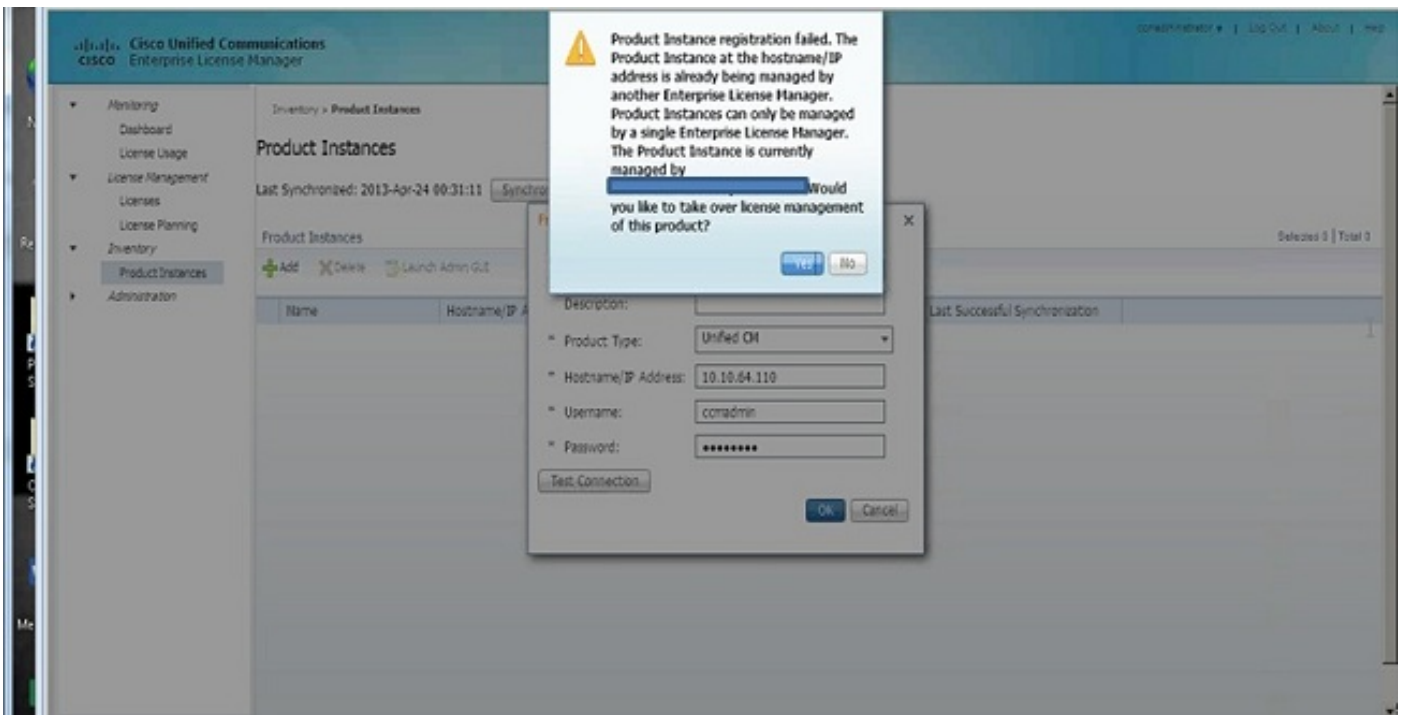 Cisco Unified Communications
CISCO Enterprise License Manager
Log Out | About |
Monitoring
Dashboard
License Usage
License Management
Licenses
License Planning
Inventory
Product Instances
Administration
Inventory > Product Instances
Product Instances
Last Synchronized: 2013-Apr-24 00:31:11
Product Instances
Selected 0 | Total 0
Add Delete Launch Admin GUI
Name Hostname/IP A
Last Successful Synchronization
Product Instance registration failed. The
Product Instance at the hostname/IP
address is already being managed by
another Enterprise License Manager.
Product Instances can only be managed
by a single Enterprise License Manager.
The Product Instance is currently
managed by
Would
you like to take over license management
of this product?
Yes No
Description:
* Product Type: Unified CM
* Hostname/IP Address: 10.10.64.110
* Username: ccmadmin
* Password: ••••••••
Test Connection
OK Cancel